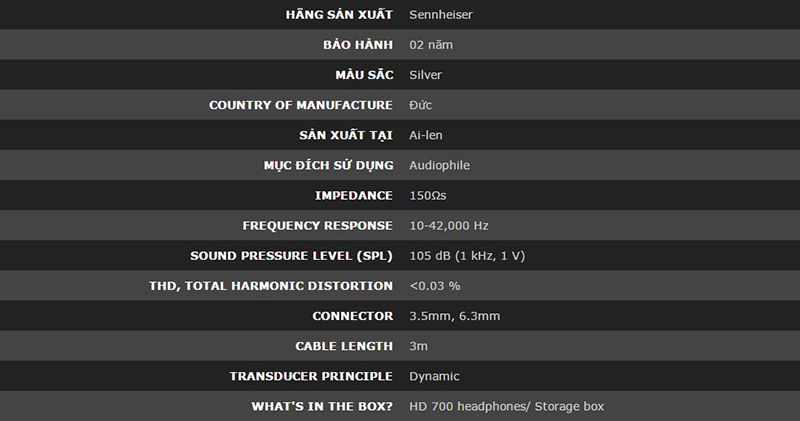 HÃNG SẢN XUẤT Sennheiser
BẢO HÀNH 02 năm
MÀU SẮC Silver
COUNTRY OF MANUFACTURE Đức
SẢN XUẤT TẠI Ai-len
MỤC ĐÍCH SỬ DỤNG Audiophile
IMPEDANCE 150Ωs
FREQUENCY RESPONSE 10-42,000 Hz
SOUND PRESSURE LEVEL (SPL) 105 dB (1 kHz, 1 V)
THD, TOTAL HARMONIC DISTORTION <0.03 %
CONNECTOR 3.5mm, 6.3mm
CABLE LENGTH 3m
TRANSDUCER PRINCIPLE Dynamic
WHAT'S IN THE BOX? HD 700 headphones/ Storage box